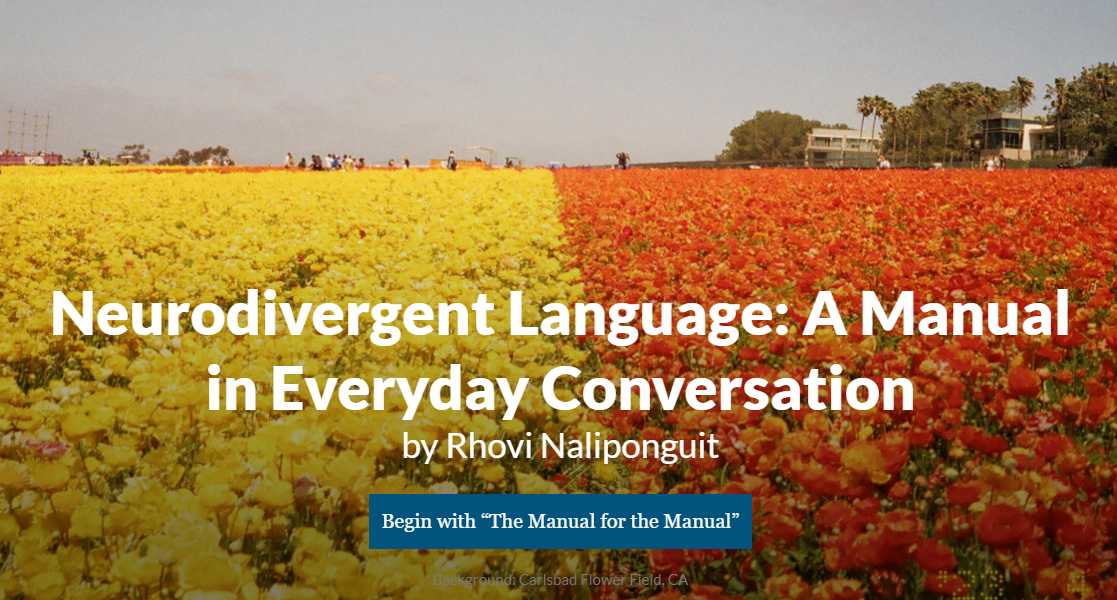 Neurodivergent Language: A Manual
in Everyday Conversation
by Rhovi Naliponguit
Begin with “The Manual for the Manual”
Background: Carlsbad Flower Field, CA